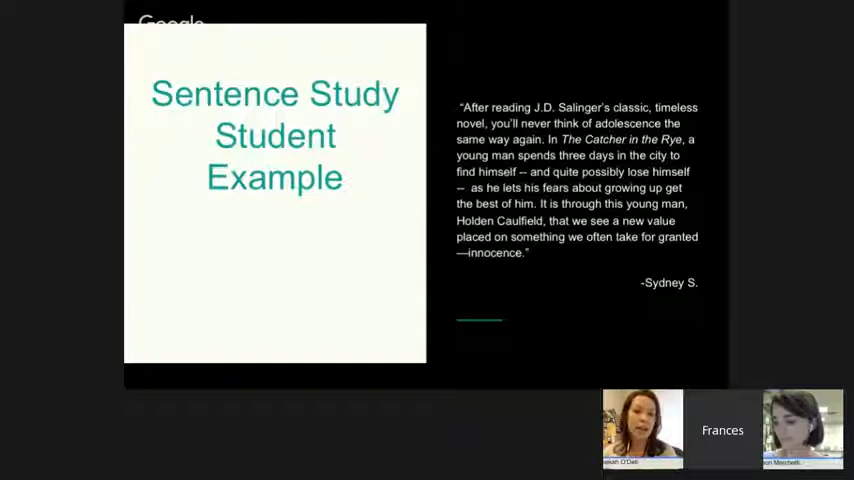 Google
Sentence Study
Student
Example
“After reading J.D. Salinger’s classic, timeless
novel, you’ll never think of adolescence the
same way again. In The Catcher in the Rye, a
young man spends three days in the city to
find himself -- and quite possibly lose himself
-- as he lets his fears about growing up get
the best of him. It is through this young man,
Holden Caulfield, that we see a new value
placed on something we often take for granted
—innocence.”
-Sydney S.
Frances
ekah O'Dell
on Marchetti